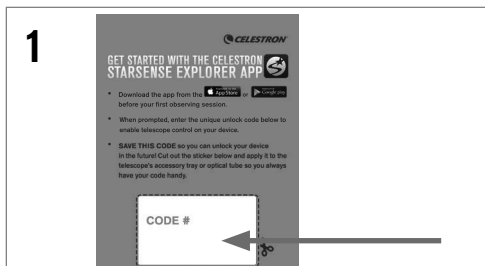 1
CELESTRON
GET STARTED WITH THE CELESTRON
STARSENSE EXPLORER APP
• Download the app from the App Store or Google play
before your first observing session.
• When prompted, enter the unique unlock code below to
enable telescope control on your device.
• SAVE THIS CODE so you can unlock your device
in the future! Cut out the sticker below and apply it to the
telescope's accessory tray or optical tube so you always
have your code handy.
CODE #